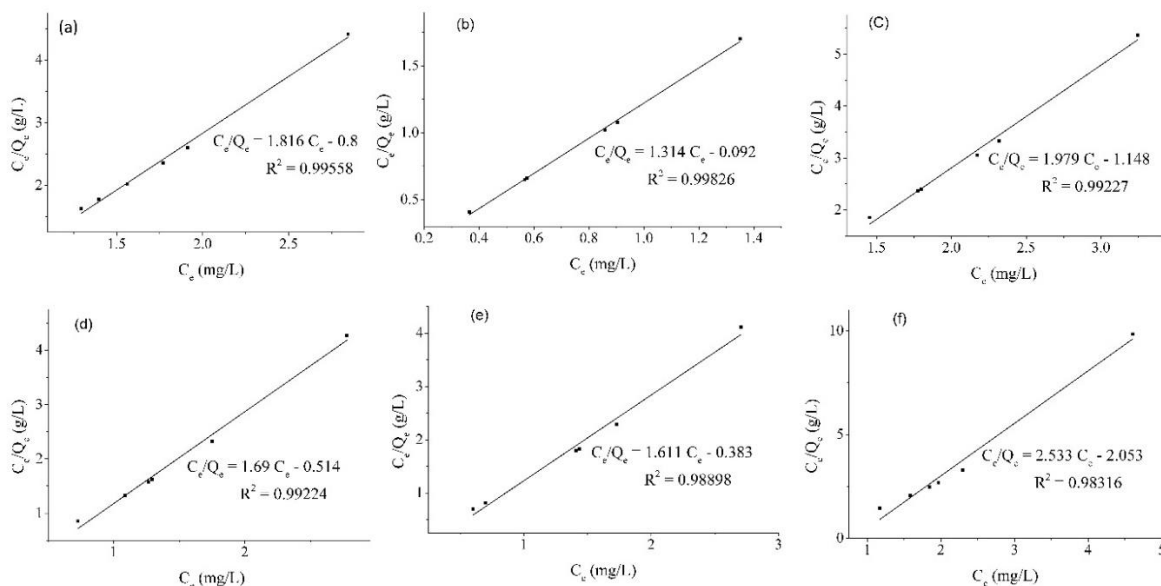 (a)
C_e/Q_e (g/L)
4
3
2
C_e/Q_e = 1.816 C_e - 0.8
R² = 0.99558
1.5
2.0
2.5
C_e (mg/L)
(b)
C_e/Q_e (g/L)
1.5
1.0
0.5
C_e/Q_e = 1.314 C_e - 0.092
R² = 0.99826
0.2
0.4
0.6
0.8
1.0
1.2
1.4
C_e (mg/L)
(C)
C_e/Q_e (g/L)
5
4
3
2
C_e/Q_e = 1.979 C_e - 1.148
R² = 0.99227
1.5
2.0
2.5
3.0
C_e (mg/L)
(d)
C_e/Q_e (g/L)
4
3
2
1
C_e/Q_e = 1.69 C_e - 0.514
R² = 0.99224
1
2
C_e (mg/L)
(e)
C_e/Q_e (g/L)
4
3
2
1
C_e/Q_e = 1.611 C_e - 0.383
R² = 0.98898
1
2
3
C_e (mg/L)
(f)
C_e/Q_e (g/L)
10
5
0
C_e/Q_e = 2.533 C_e - 2.053
R² = 0.98316
1
2
3
4
5
C_e (mg/L)